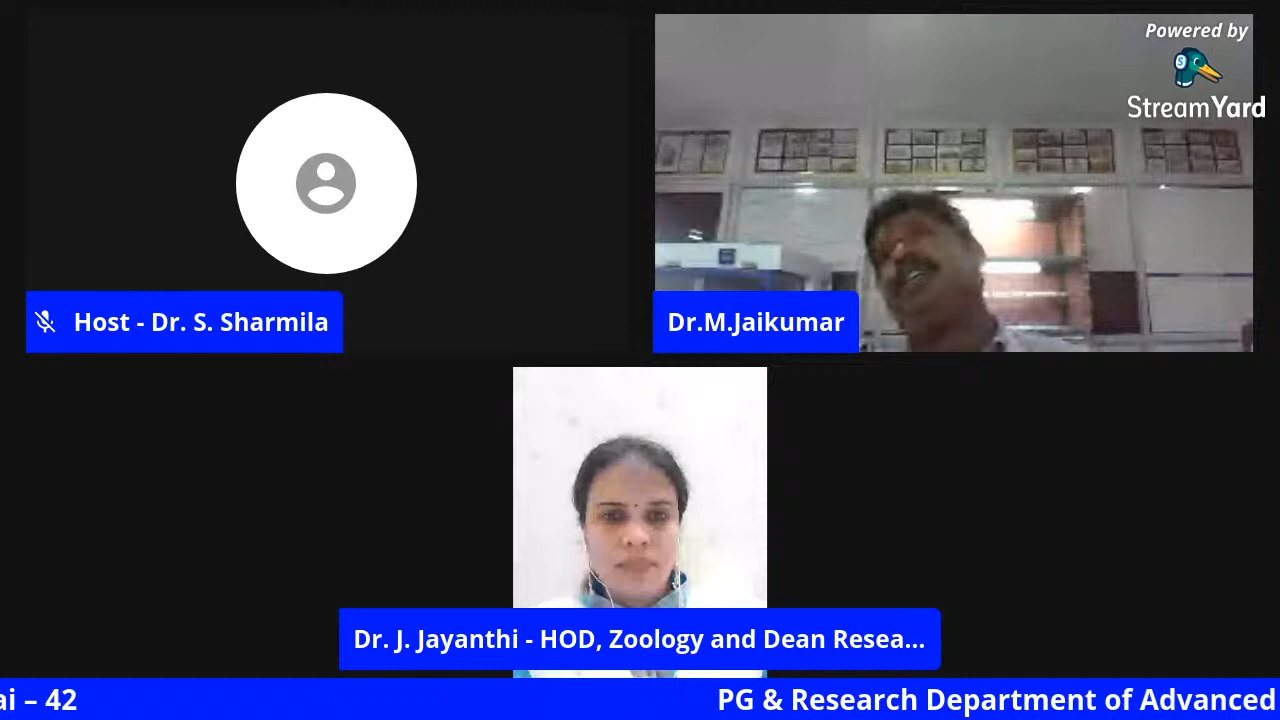 Powered by
StreamYard
Host - Dr. S. Sharmila
Dr.M.Jaikumar
Dr. J. Jayanthi - HOD, Zoology and Dean Resea...
ai – 42
PG & Research Department of Advanced